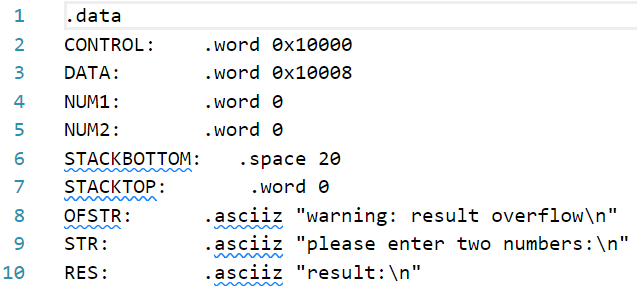 1 .data
2 CONTROL: .word 0x10000
3 DATA: .word 0x10008
4 NUM1: .word 0
5 NUM2: .word 0
6 STACKBOTTOM: .space 20
7 STACKTOP: .word 0
8 OFSTR: .asciiz "warning: result overflow\n"
9 STR: .asciiz "please enter two numbers:\n"
10 RES: .asciiz "result:\n"